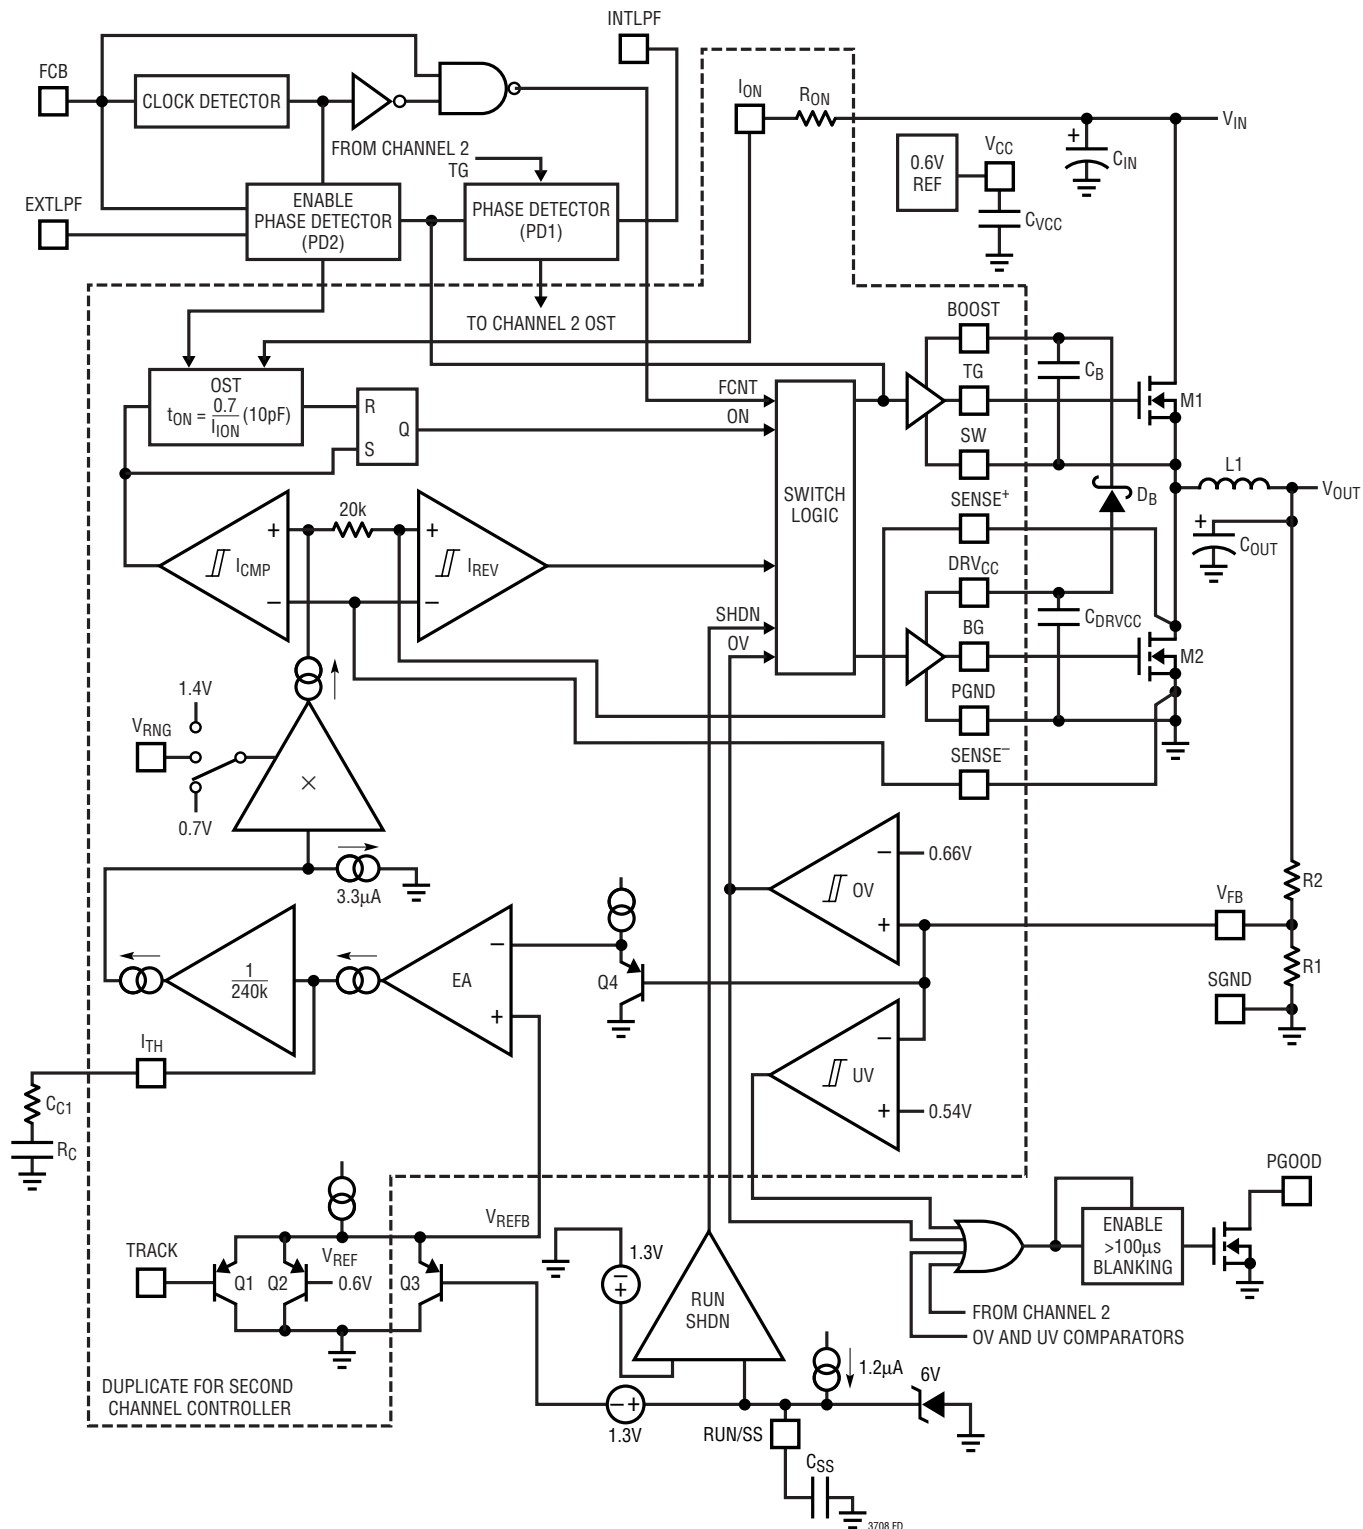 INTLPF
FCB
CLOCK DETECTOR
ION
RON
VIN
FROM CHANNEL 2
TG
0.6V
REF
VCC
CIN
EXTLPF
ENABLE
PHASE DETECTOR
(PD2)
PHASE DETECTOR
(PD1)
CVCC
TO CHANNEL 2 OST
BOOST
OST
tON = 0.7/IION (10pF)
R
S
Q
FCNT
ON
TG
CB
M1
SW
L1
VOUT
SWITCH
LOGIC
SENSE+
DB
COUT
20k
+
ICMP
–
+
IREV
–
DRVCC
CDRVCC
SHDN
OV
BG
M2
PGND
SENSE–
1.4V
VRNG
0.7V
×
3.3µA
–
0.66V
OV
+
VFB
R2
R1
SGND
1
240k
–
EA
+
Q4
–
UV
+
0.54V
ITH
CC1
RC
PGOOD
VREFB
TRACK
Q1
Q2
VREF
0.6V
Q3
1.3V
–
+
RUN
SHDN
ENABLE
>100µs
BLANKING
FROM CHANNEL 2
OV AND UV COMPARATORS
DUPLICATE FOR SECOND
CHANNEL CONTROLLER
– +
1.3V
1.2µA
6V
RUN/SS
CSS
+
+
3708 FD